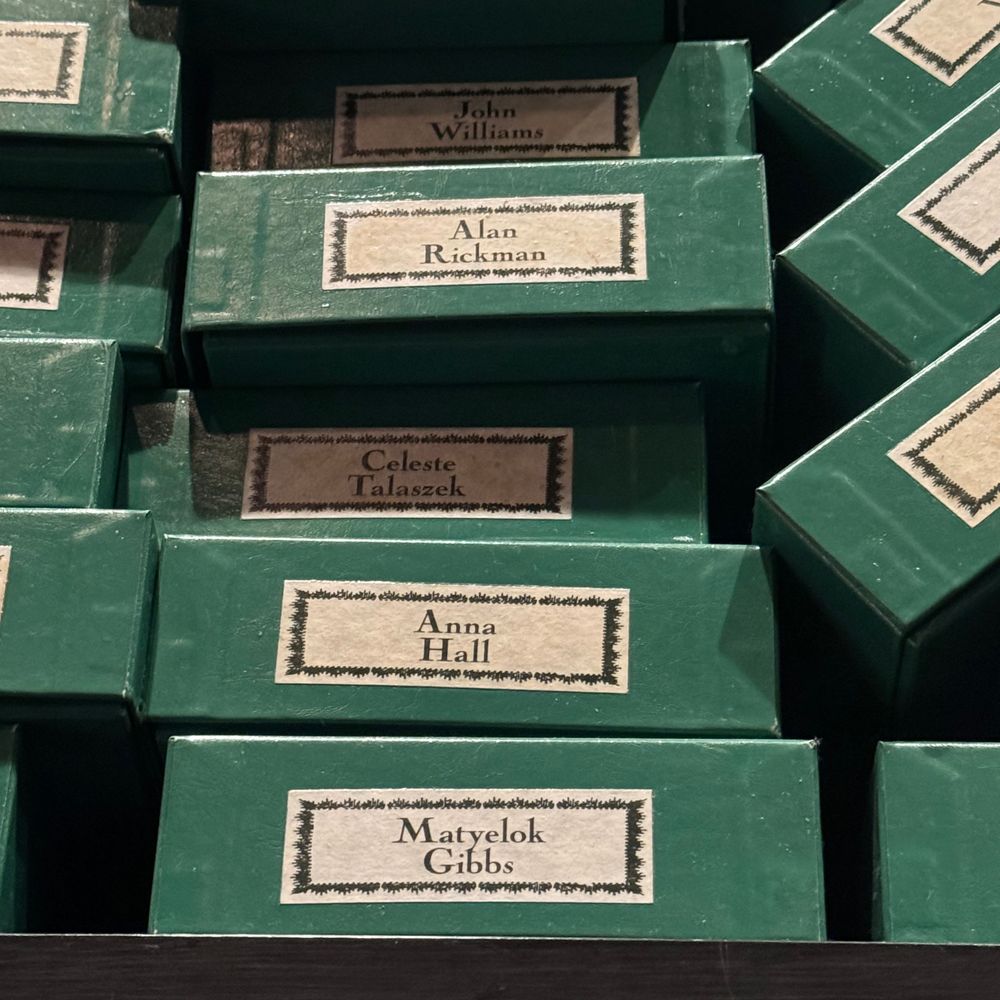 John
Williams
Alan
Rickman
Celeste
Talaszek
Anna
Hall
Matyelok
Gibbs